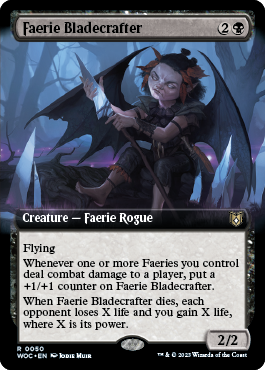 Faerie Bladecrafter 2
Creature — Faerie Rogue
Flying
Whenever one or more Faeries you control
deal combat damage to a player, put a
+1/+1 counter on Faerie Bladecrafter.
When Faerie Bladecrafter dies, each
opponent loses X life and you gain X life,
where X is its power.
2/2
R 0050
WOC • EN Jodie Muir ™ & © 2023 Wizards of the Coast